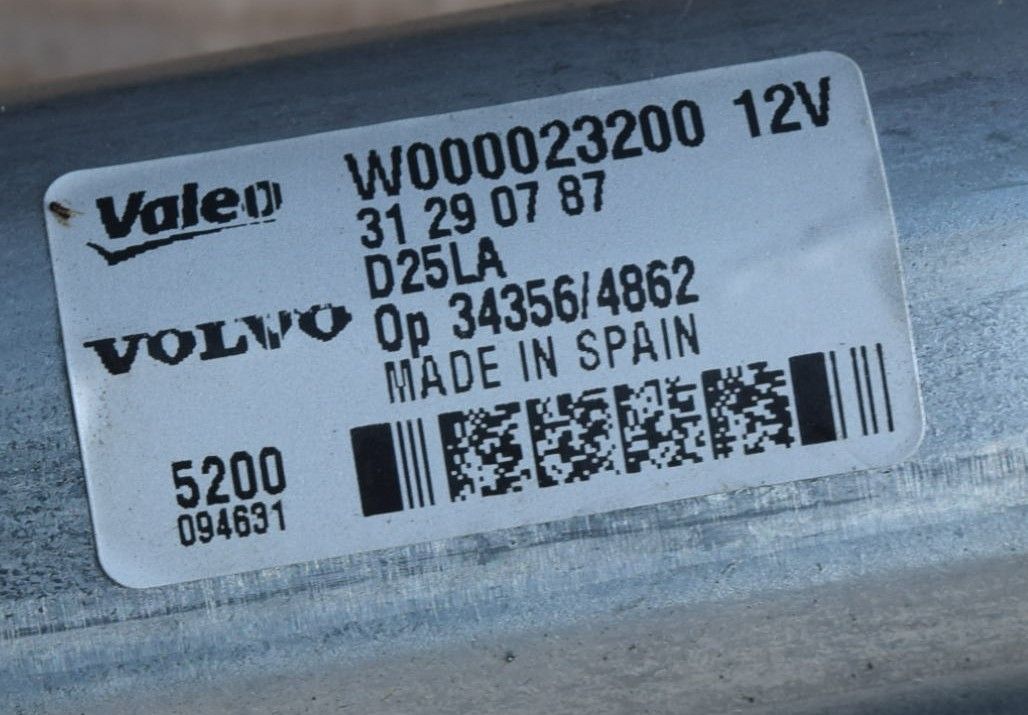 Valeo
W000023200 12V
31 29 07 87
D25LA
VOLVO
Op 34356/4862
MADE IN SPAIN
5200
094631